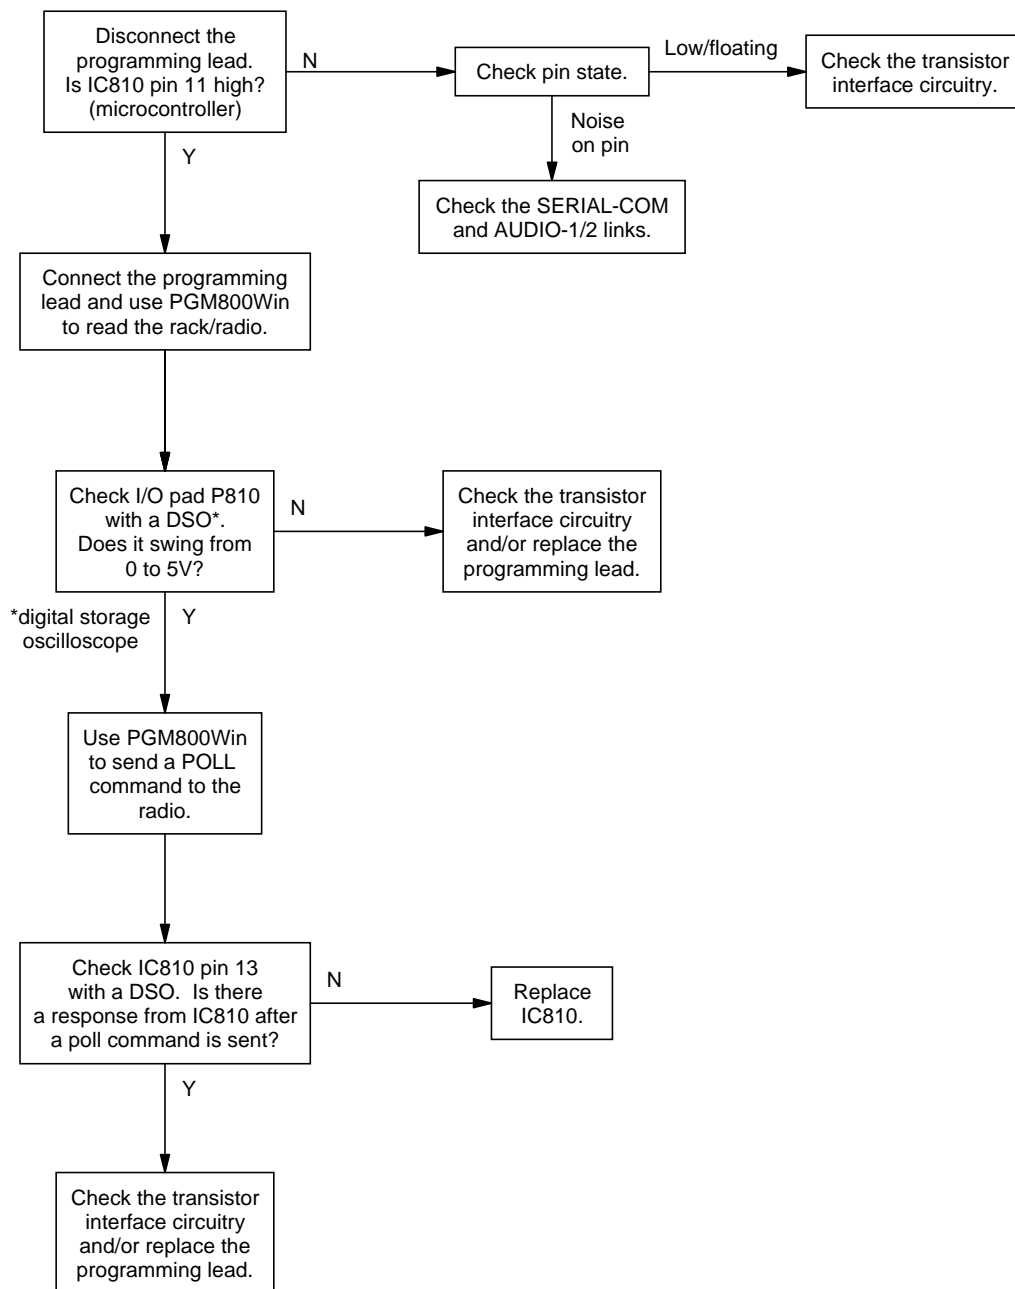 Disconnect the
programming lead.
Is IC810 pin 11 high?
(microcontroller)
N
Check pin state.
Low/floating
Check the transistor
interface circuitry.
Y
Noise
on pin
Check the SERIAL-COM
and AUDIO-1/2 links.
Connect the programming
lead and use PGM800Win
to read the rack/radio.
Check I/O pad P810
with a DSO*.
Does it swing from
0 to 5V?
N
Check the transistor
interface circuitry
and/or replace the
programming lead.
*digital storage
oscilloscope
Y
Use PGM800Win
to send a POLL
command to the
radio.
Check IC810 pin 13
with a DSO.  Is there
a response from IC810 after
a poll command is sent?
N
Replace
IC810.
Y
Check the transistor
interface circuitry
and/or replace the
programming lead.